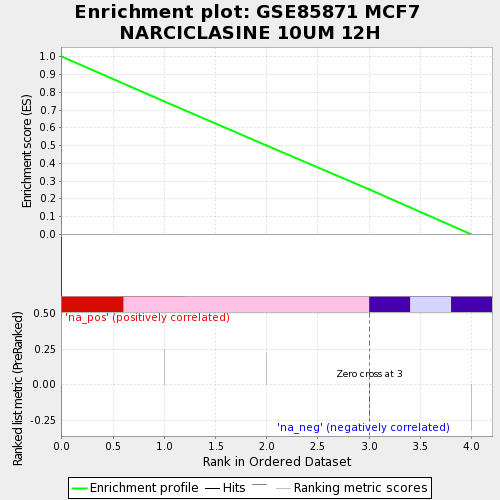 Enrichment plot: GSE85871 MCF7
NARCICLASINE 10UM 12H
Enrichment score (ES)
1.0
0.9
0.8
0.7
0.6
0.5
0.4
0.3
0.2
0.1
0.0
Ranked list metric (PreRanked)
0.50
0.25
0.00
-0.25
'na_pos' (positively correlated)
Zero cross at 3
'na_neg' (negatively correlated)
0.0 0.5 1.0 1.5 2.0 2.5 3.0 3.5 4.0
Rank in Ordered Dataset
Enrichment profile Hits Ranking metric scores